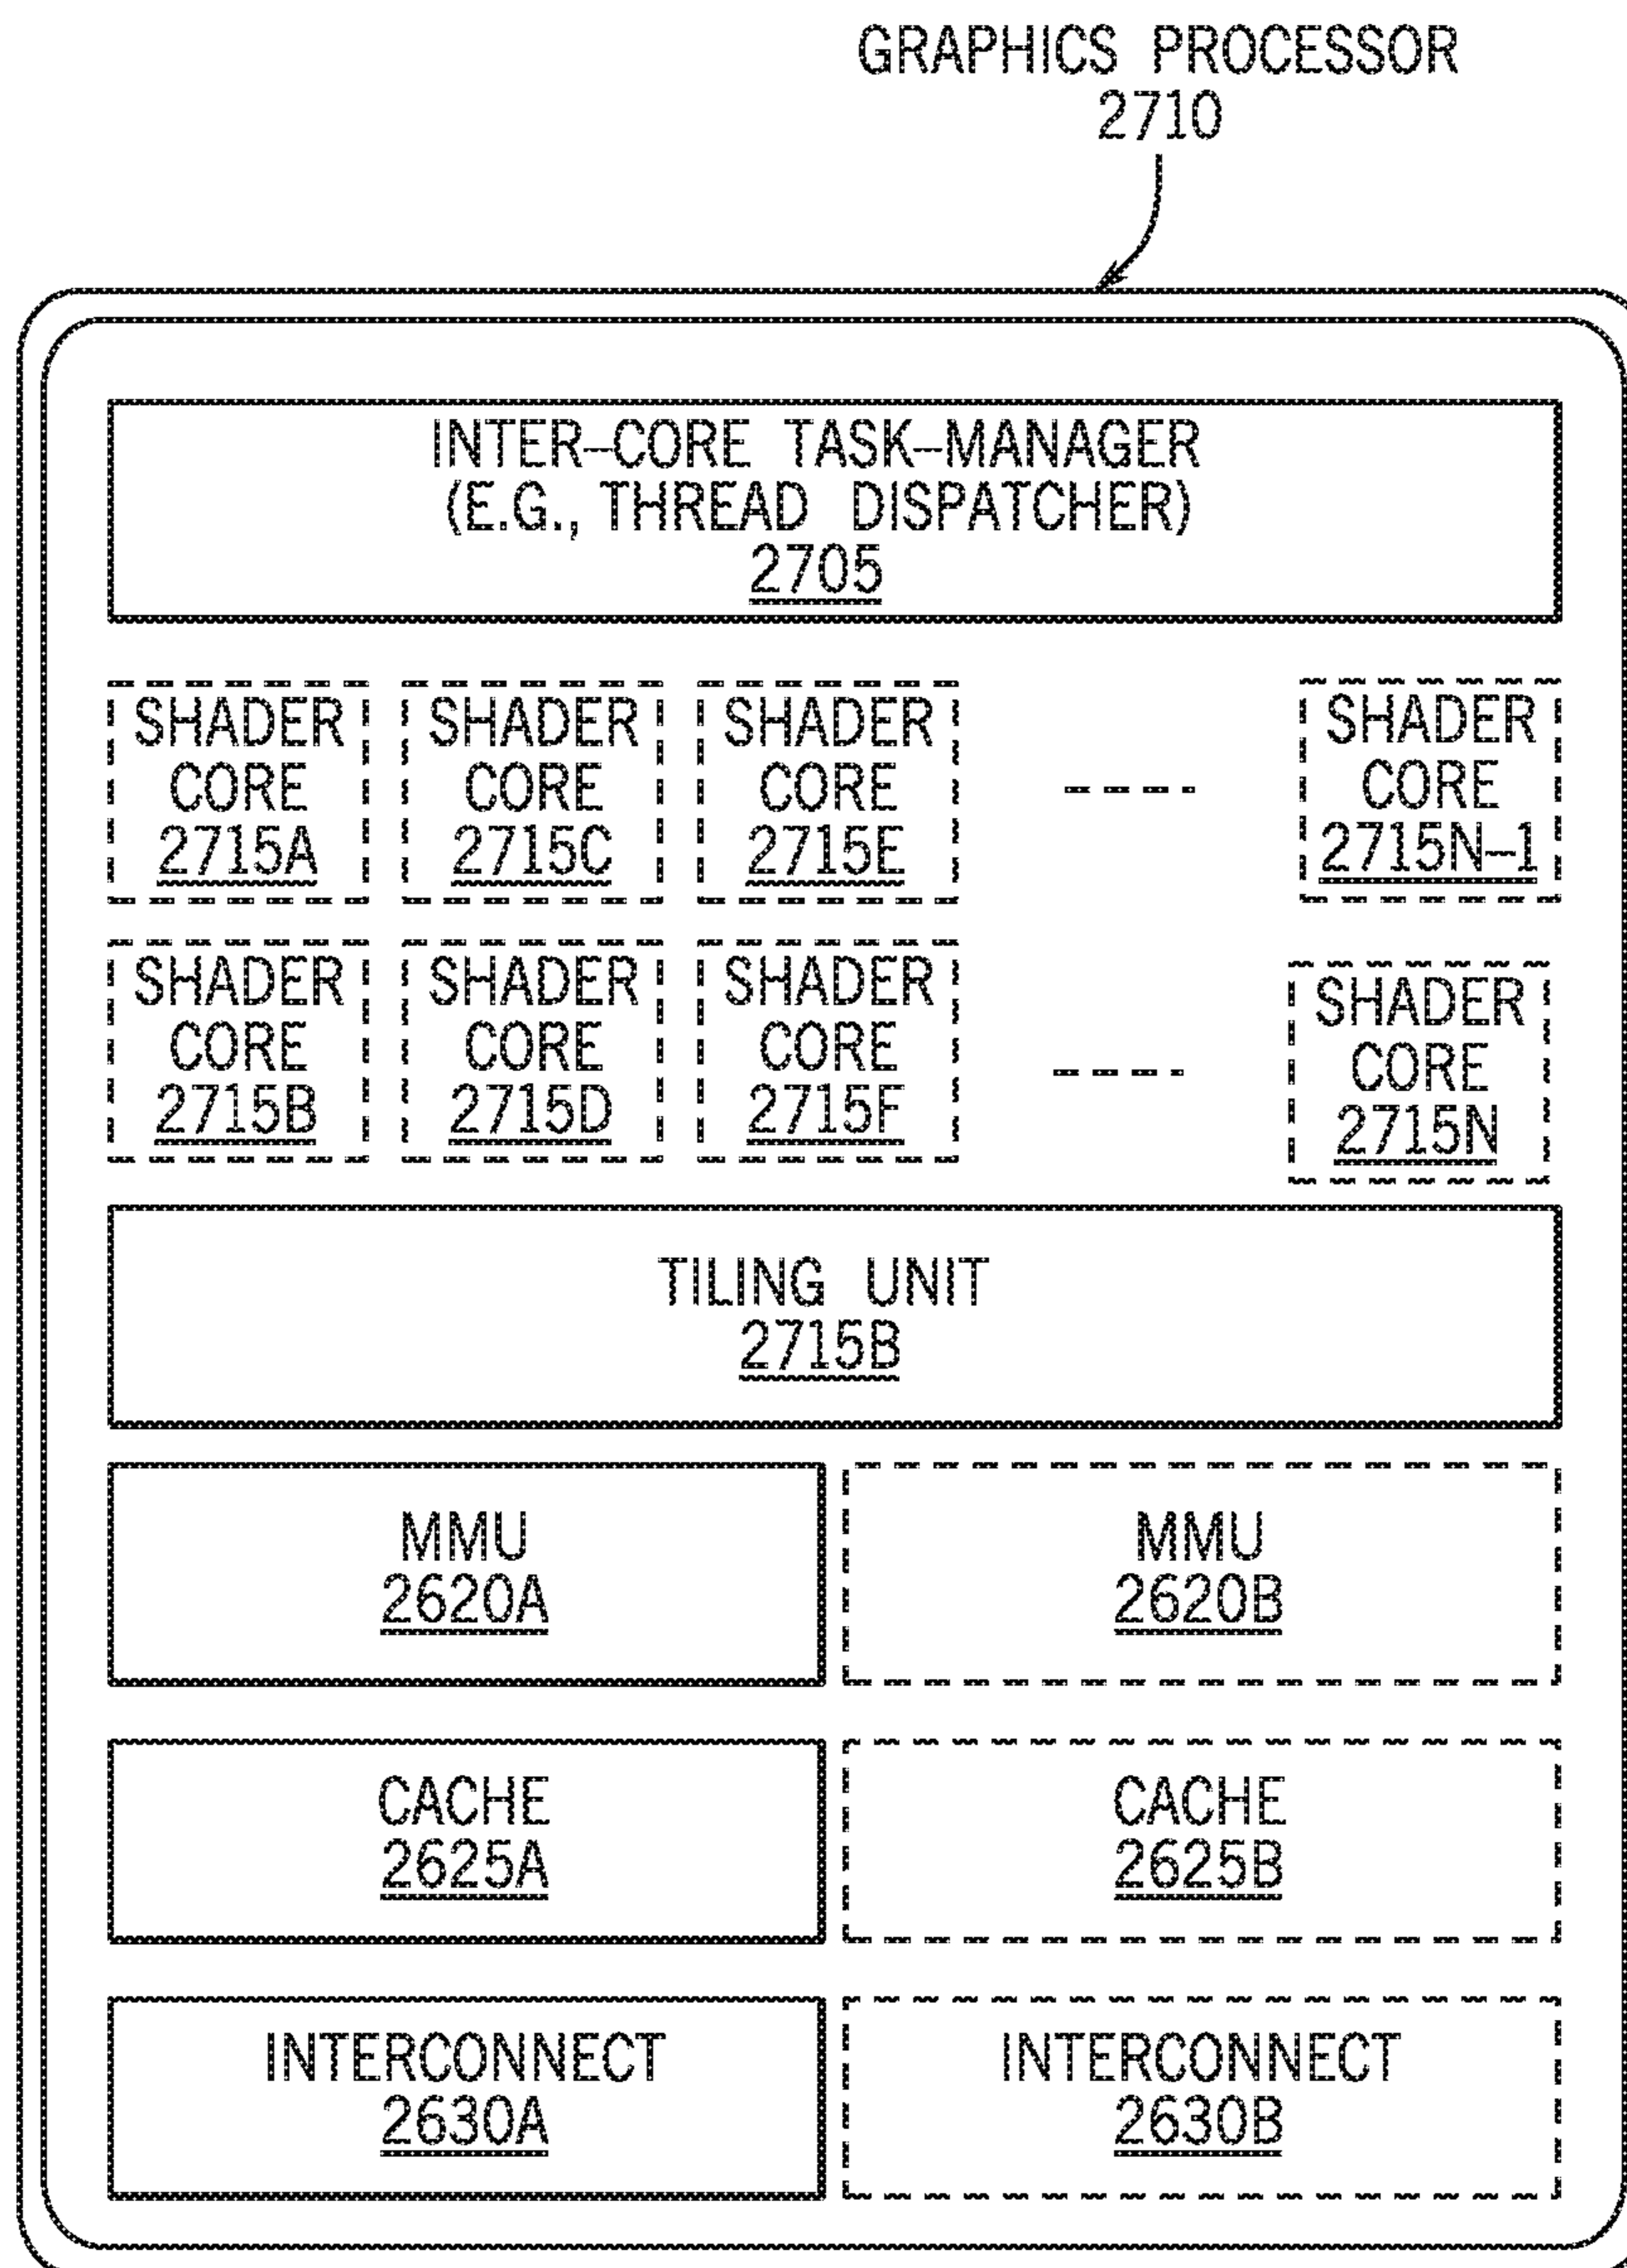 GRAPHICS PROCESSOR
2710
INTER-CORE TASK-MANAGER
(E.G., THREAD DISPATCHER)
2705
SHADER
CORE
2715A
SHADER
CORE
2715C
SHADER
CORE
2715E
SHADER
CORE
2715N-1
SHADER
CORE
2715B
SHADER
CORE
2715D
SHADER
CORE
2715F
SHADER
CORE
2715N
TILING UNIT
2715B
MMU
2620A
MMU
2620B
CACHE
2625A
CACHE
2625B
INTERCONNECT
2630A
INTERCONNECT
2630B